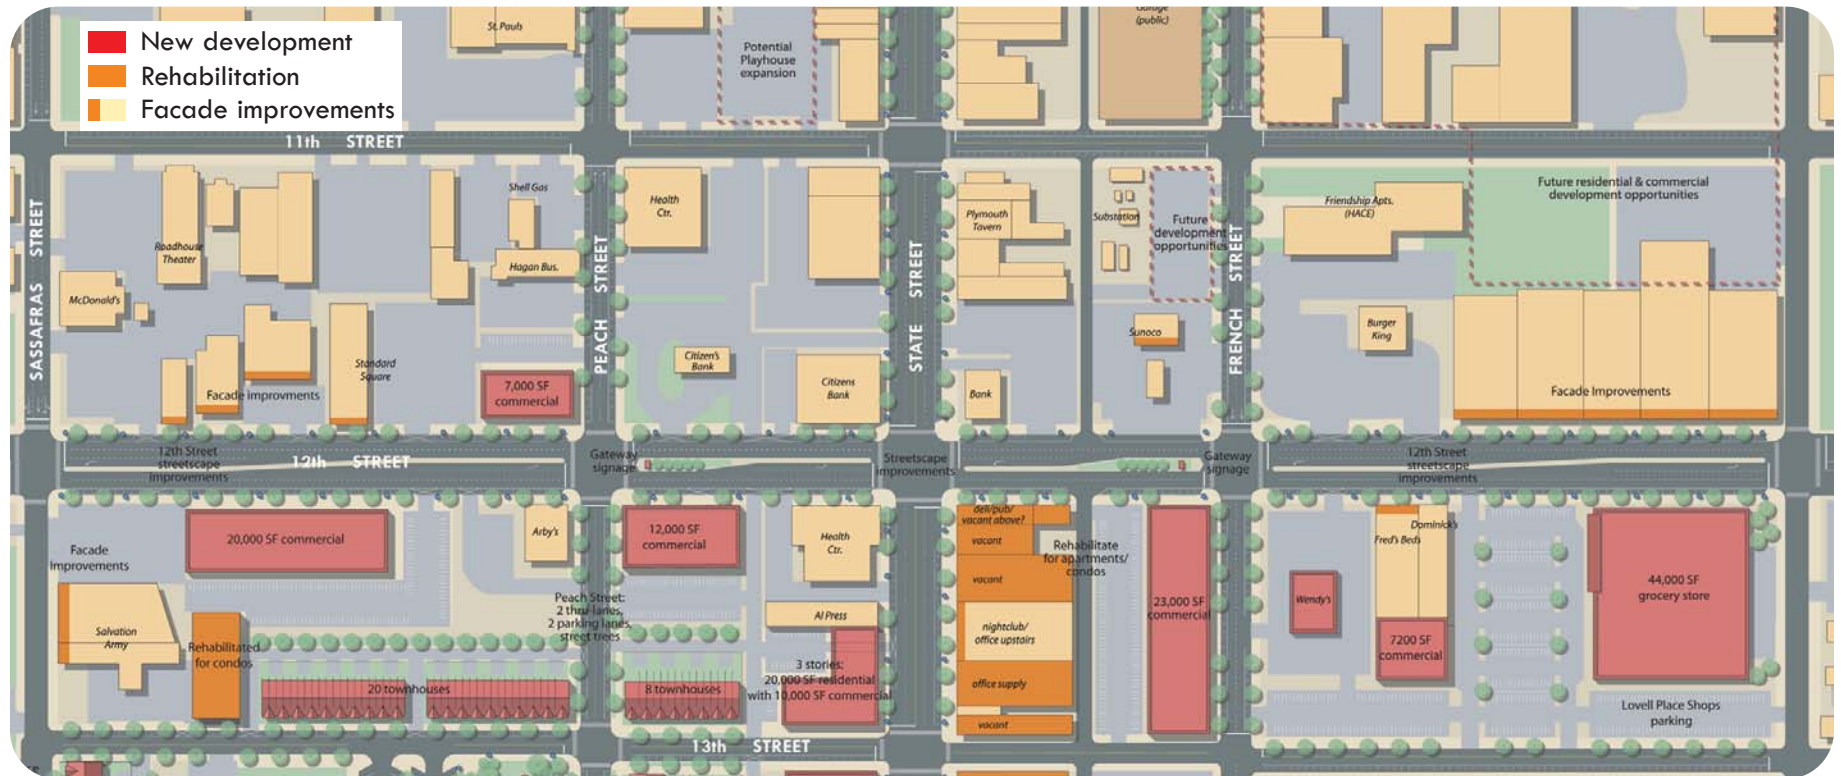 New development
Rehabilitation
Facade improvements
St. Pauls
Potential
Playhouse
expansion
(public)
11th STREET
SASSAFRAS STREET
PEACH STREET
STATE STREET
FRENCH STREET
Roadhouse
Theater
McDonald's
Shell Gas
Hagan Bus.
Standard
Square
Facade improvments
7,000 SF
commercial
Health
Ctr.
Citizen's
Bank
Citizens
Bank
Plymouth
Tavern
Bank
Substation
Future
development
opportunities
Sunoco
Friendship Apts.
(HACE)
Future residential & commercial
development opportunities
Burger
King
Facade Improvements
12th Street
streetscape
improvements
12th STREET
Gateway
signage
Streetscape
improvements
Gateway
signage
12th Street
streetscape
improvements
Facade
Improvements
20,000 SF commercial
Arby's
Salvation
Army
Rehabilitated
for condos
20 townhouses
Peach Street:
2 thru-lanes,
2 parking lanes,
street trees
12,000 SF
commercial
Health
Ctr.
Al Press
8 townhouses
3 stories:
20,000 SF residential
with 10,000 SF commercial
deli/pub/
vacant above?
vacant
vacant
nightclub/
office upstairs
office supply
vacant
Rehabilitate
for apartments/
condos
23,000 SF
commercial
Wendy's
Dominick's
Fred's Beds
7200 SF
commercial
44,000 SF
grocery store
Lovell Place Shops
parking
13th STREET